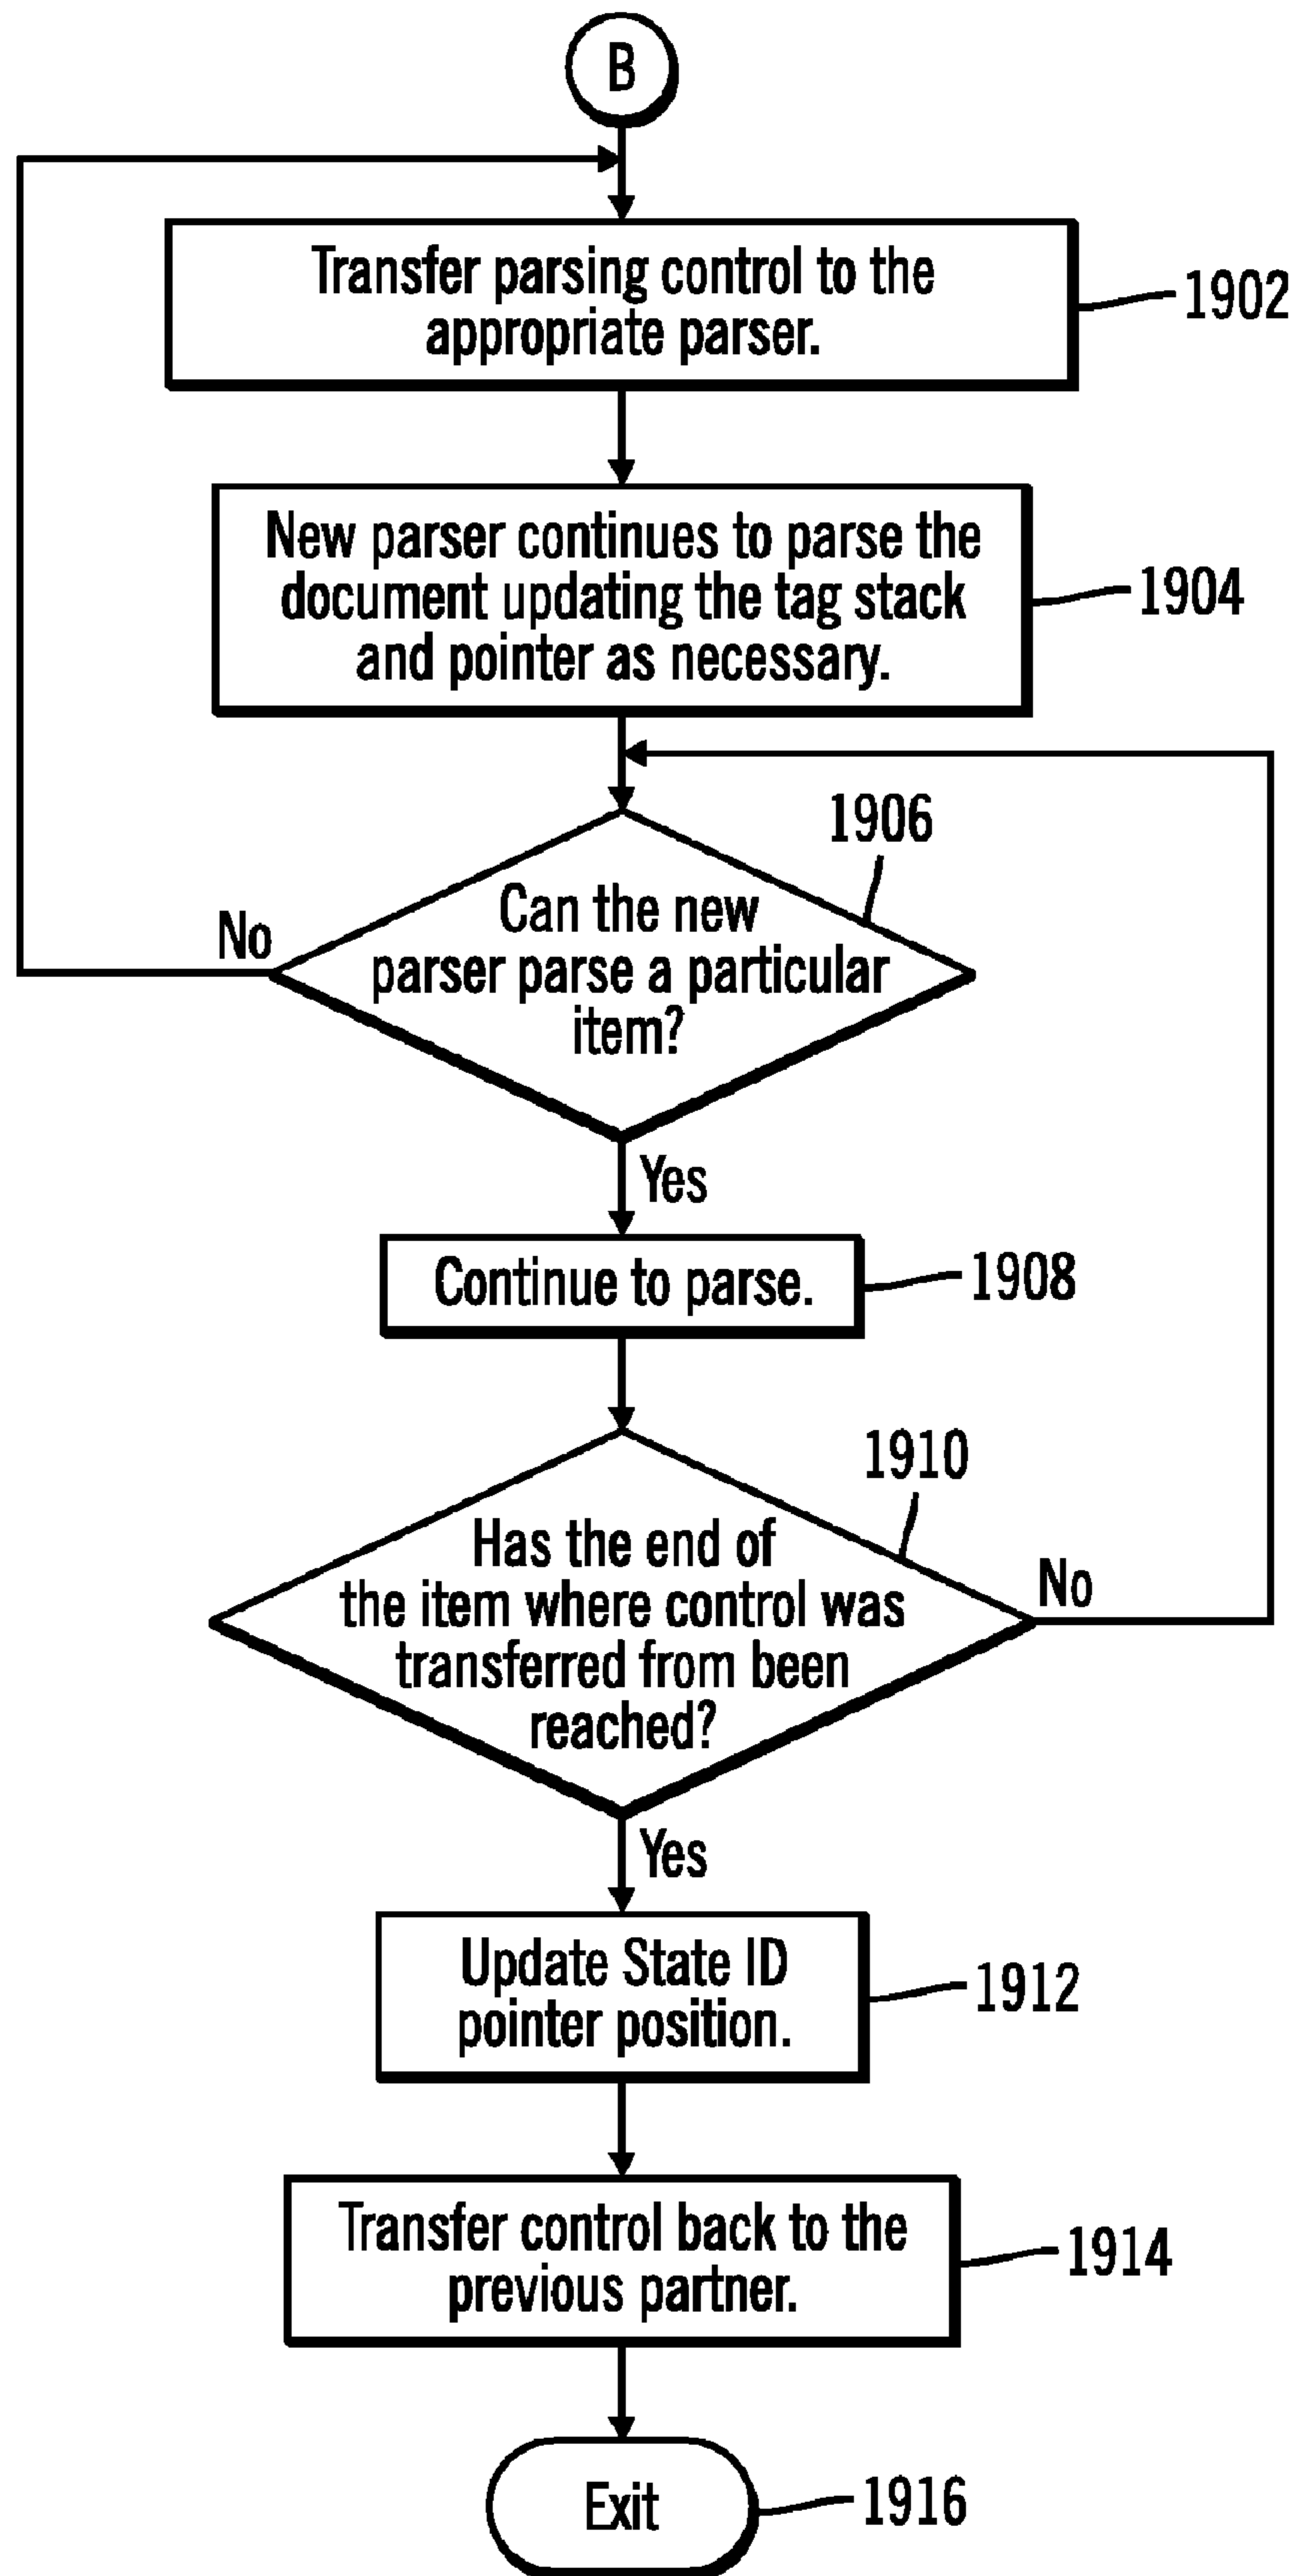 B
Transfer parsing control to the
appropriate parser.
1902
New parser continues to parse the
document updating the tag stack
and pointer as necessary.
1904
1906
Can the new
parser parse a particular
item?
No
Yes
Continue to parse.
1908
1910
Has the end of
the item where control was
transferred from been
reached?
No
Yes
Update State ID
pointer position.
1912
Transfer control back to the
previous partner.
1914
Exit
1916